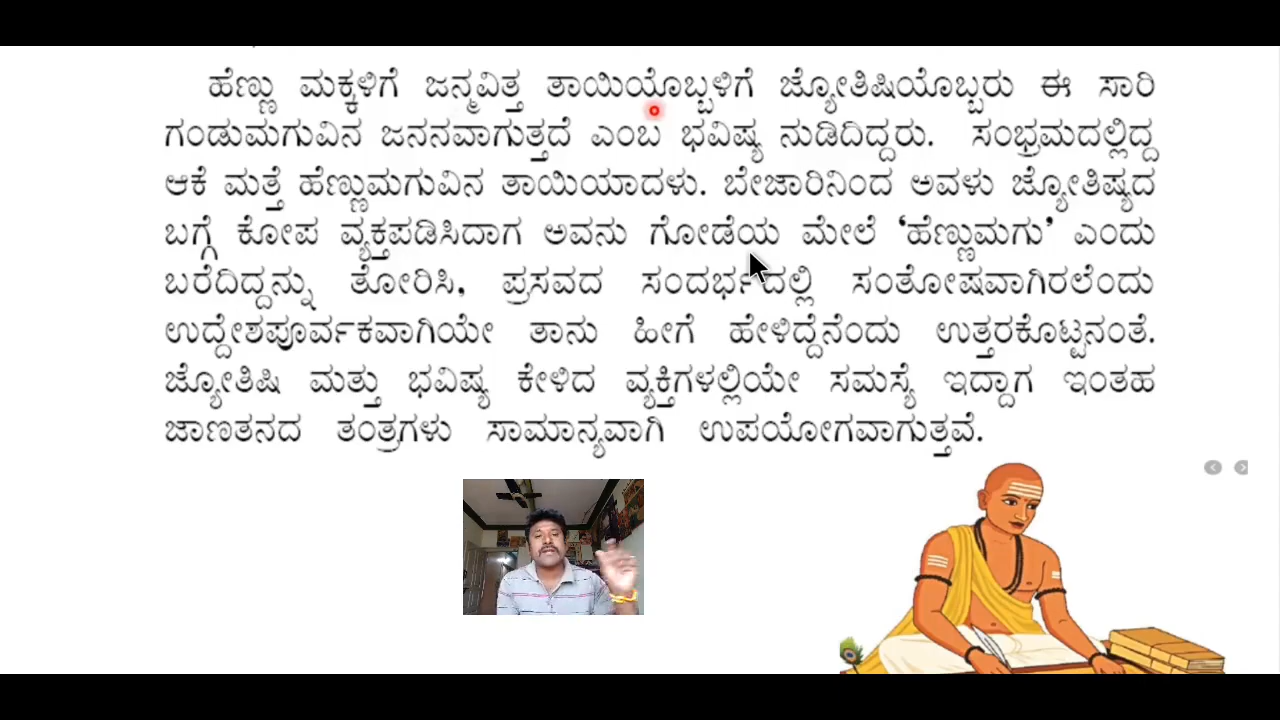 ಹೆಣ್ಣು ಮಕ್ಕಳಿಗೆ ಜನ್ಮವಿತ್ತ ತಾಯಿಯೊಬ್ಬಳಿಗೆ ಜ್ಯೋತಿಷಿಯೊಬ್ಬರು ಈ ಸಾರಿ
ಗಂಡುಮಗುವಿನ ಜನನವಾಗುತ್ತದೆ ಎಂಬ ಭವಿಷ್ಯ ನುಡಿದಿದ್ದರು. ಸಂಭ್ರಮದಲ್ಲಿದ್ದ
ಆಕೆ ಮತ್ತೆ ಹೆಣ್ಣುಮಗುವಿನ ತಾಯಿಯಾದಳು. ಬೇಜಾರಿನಿಂದ ಅವಳು ಜ್ಯೋತಿಷ್ಯದ
ಬಗ್ಗೆ ಕೋಪ ವ್ಯಕ್ತಪಡಿಸಿದಾಗ ಅವನು ಗೋಡೆಯ ಮೇಲೆ ‘ಹೆಣ್ಣುಮಗು’ ಎಂದು
ಬರೆದಿದ್ದನ್ನು ತೋರಿಸಿ, ಪ್ರಸವದ ಸಂದರ್ಭದಲ್ಲಿ ಸಂತೋಷವಾಗಿರಲೆಂದು
ಉದ್ದೇಶಪೂರ್ವಕವಾಗಿಯೇ ತಾನು ಹೀಗೆ ಹೇಳಿದ್ದೆನೆಂದು ಉತ್ತರಕೊಟ್ಟನಂತೆ.
ಜ್ಯೋತಿಷಿ ಮತ್ತು ಭವಿಷ್ಯ ಕೇಳಿದ ವ್ಯಕ್ತಿಗಳಲ್ಲಿಯೇ ಸಮಸ್ಯೆ ಇದ್ದಾಗ ಇಂತಹ
ಜಾಣತನದ ತಂತ್ರಗಳು ಸಾಮಾನ್ಯವಾಗಿ ಉಪಯೋಗವಾಗುತ್ತವೆ.